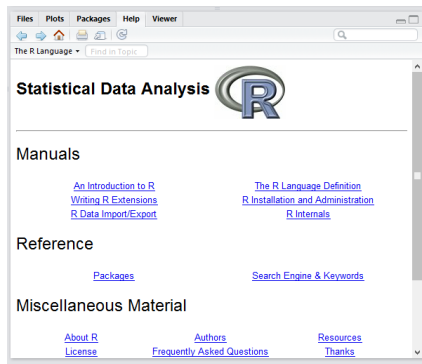 Files Plots Packages Help Viewer
The R Language Find in Topic
Statistical Data Analysis R
Manuals
An Introduction to R The R Language Definition
Writing R Extensions R Installation and Administration
R Data Import/Export R Internals
Reference
Packages Search Engine & Keywords
Miscellaneous Material
About R Authors Resources
License Frequently Asked Questions Thanks